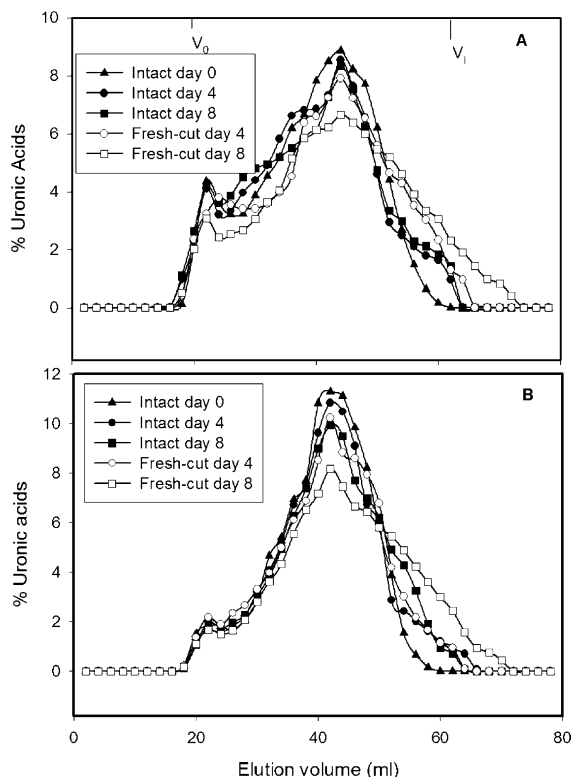 10
V0
Vl
A
Intact day 0
Intact day 4
Intact day 8
Fresh-cut day 4
Fresh-cut day 8
8
6
4
2
0
% Uronic Acids
B
Intact day 0
Intact day 4
Intact day 8
Fresh-cut day 4
Fresh-cut day 8
12
10
8
6
4
2
0
% Uronic acids
0 20 40 60 80
Elution volume (ml)